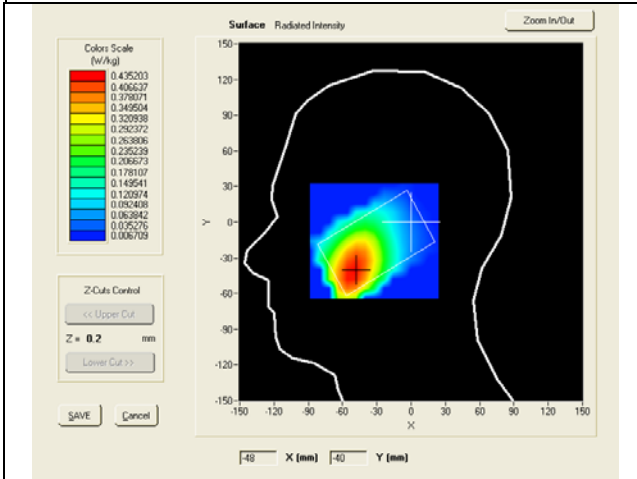 Surface Radiated Intensity
Zoom In/Out
Colors Scale
(W/kg)
0.435203
0.406637
0.378071
0.349504
0.320938
0.292372
0.263806
0.235239
0.206673
0.178107
0.149541
0.120974
0.092408
0.063842
0.035276
0.006709
Z-Cuts Control
<< Upper Cut
Z = 0.2 mm
Lower Cut >>
SAVE Cancel
150-
120-
90-
60-
30-
0-
-30-
-60-
-90-
-120-
-150-
Y
-150 -120 -90 -60 -30 0 30 60 90 120 150
X
-48 X (mm) -40 Y (mm)